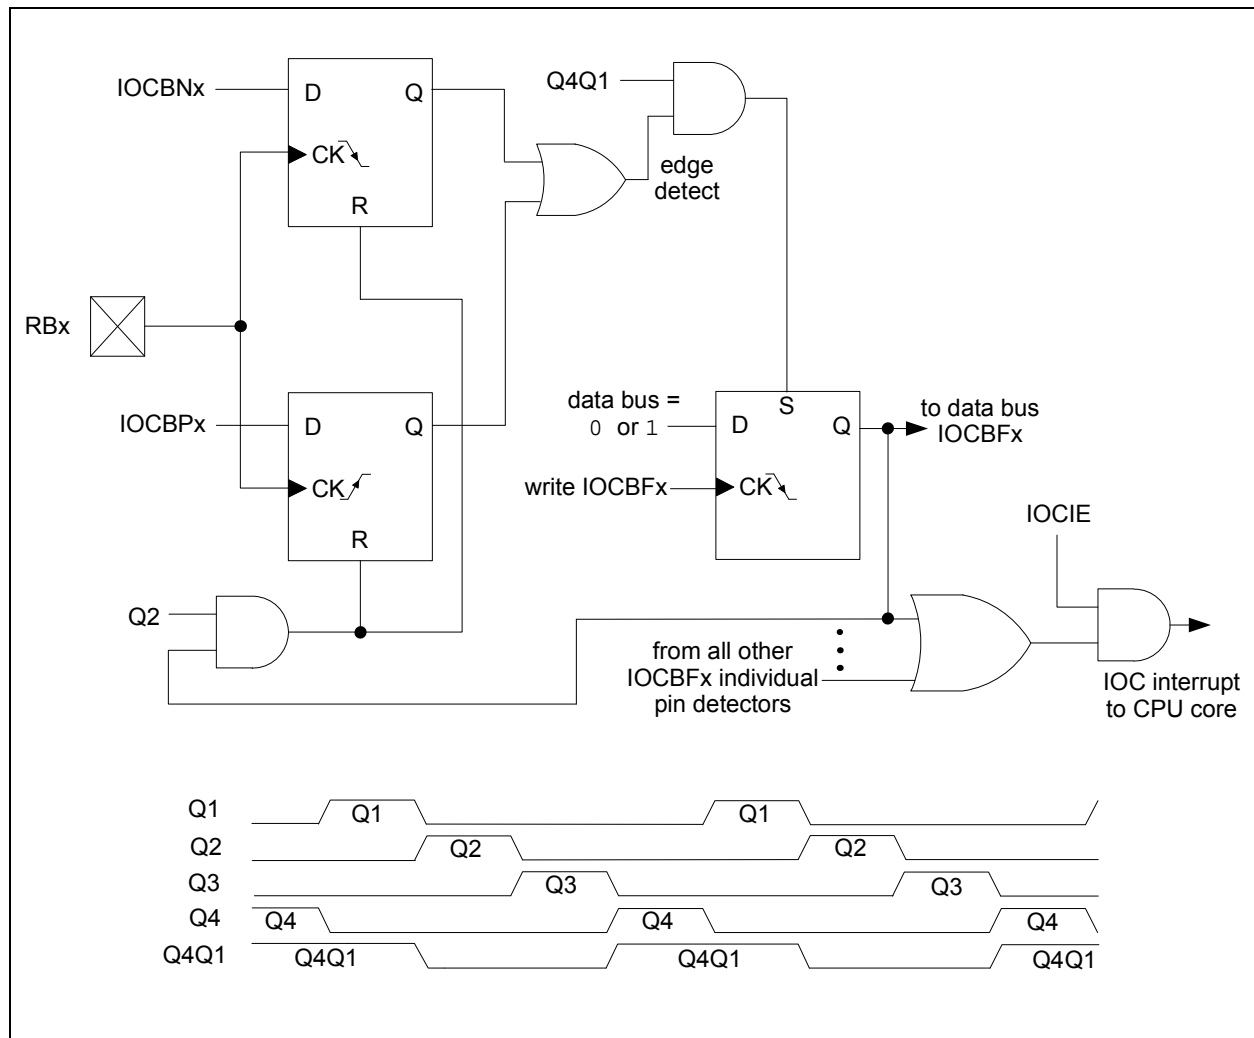 IOCBNx
D
Q
CK
R
Q4Q1
edge
detect
RBx
IOCBPx
D
Q
CK
R
data bus =
0 or 1
S
D
Q
to data bus
IOCBFx
write IOCBFx
CK
IOCIE
Q2
from all other
IOCBFx individual
pin detectors
IOC interrupt
to CPU core
Q1
Q1
Q1
Q2
Q2
Q2
Q3
Q3
Q3
Q4
Q4
Q4
Q4
Q4Q1
Q4Q1
Q4Q1
Q4Q1